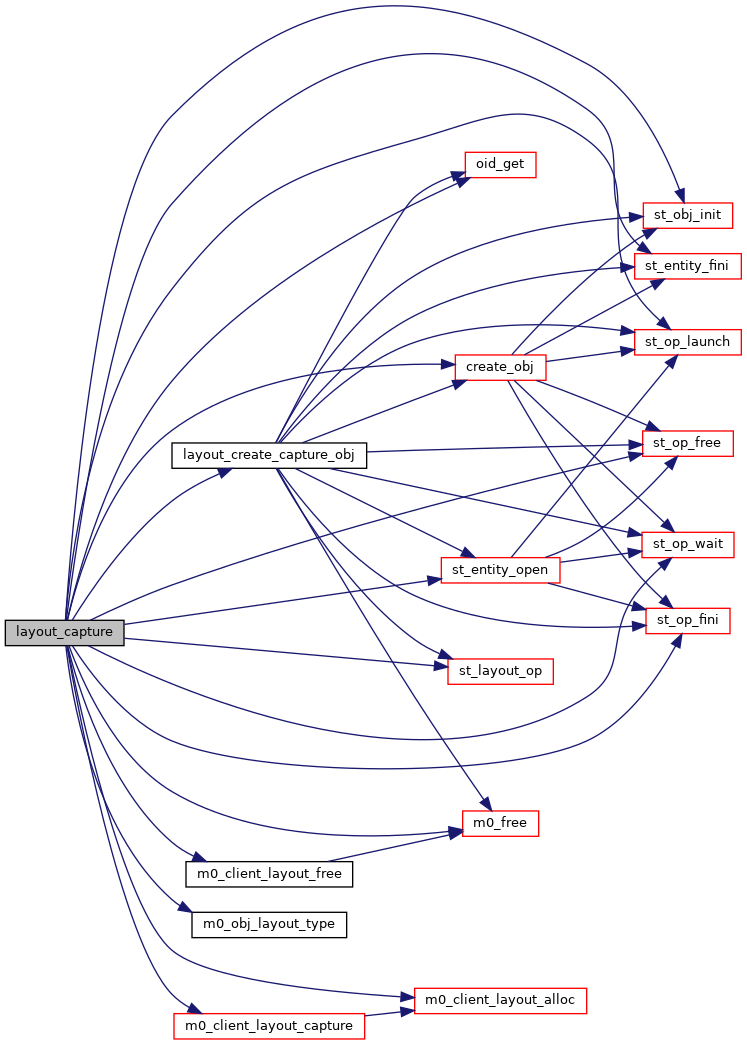 oid_get
st_obj_init
st_entity_fini
st_op_launch
create_obj
st_op_free
layout_create_capture_obj
st_op_wait
st_entity_open
st_op_fini
layout_capture
st_layout_op
m0_free
m0_client_layout_free
m0_obj_layout_type
m0_client_layout_alloc
m0_client_layout_capture